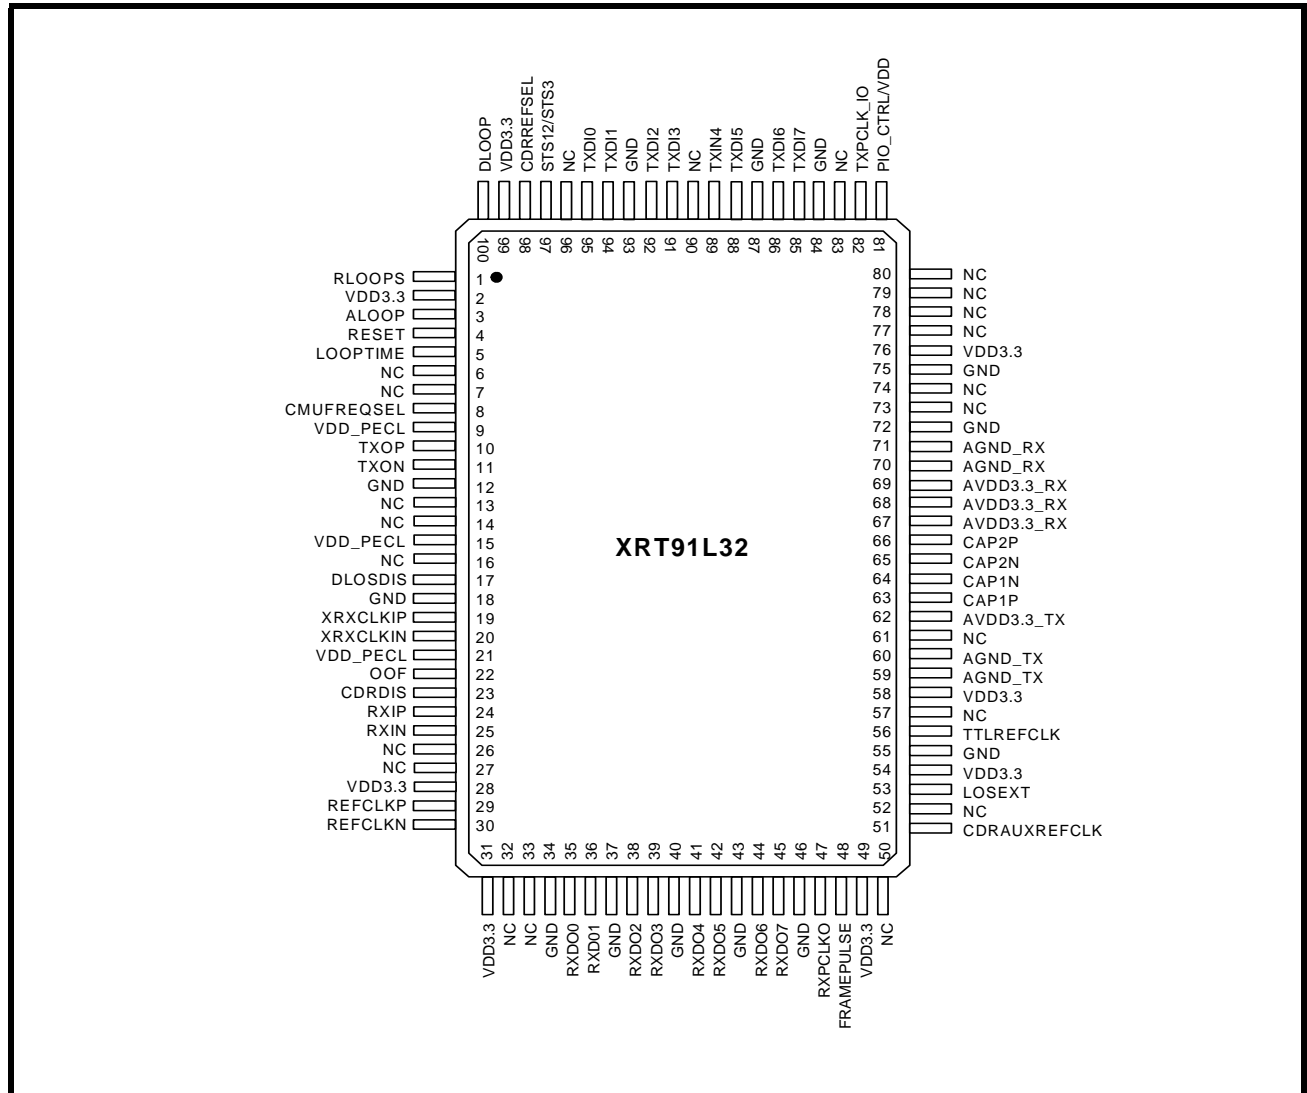 DLOOP
VDD3.3
CDRREFSEL
STS12/STS3
NC
TXDI0
TXDI1
GND
TXDI2
TXDI3
NC
TXIN4
TXDI5
GND
TXDI6
TXDI7
GND
NC
TXPCLK_IO
PIO_CTRL/VDD
100
99
98
97
96
95
94
93
92
91
90
89
88
87
86
85
84
83
82
81
RLOOPS 1
VDD3.3 2
ALOOP 3
RESET 4
LOOPTIME 5
NC 6
NC 7
CMUFREQSEL 8
VDD_PECL 9
TXOP 10
TXON 11
GND 12
NC 13
NC 14
VDD_PECL 15
NC 16
DLOSDIS 17
GND 18
XRXCLKIP 19
XRXCLKIN 20
VDD_PECL 21
OOF 22
CDRDIS 23
RXIP 24
RXIN 25
NC 26
NC 27
VDD3.3 28
REFCLKP 29
REFCLKN 30
XRT91L32
80 NC
79 NC
78 NC
77 NC
76 VDD3.3
75 GND
74 NC
73 NC
72 GND
71 AGND_RX
70 AGND_RX
69 AVDD3.3_RX
68 AVDD3.3_RX
67 AVDD3.3_RX
66 CAP2P
65 CAP2N
64 CAP1N
63 CAP1P
62 AVDD3.3_TX
61 NC
60 AGND_TX
59 AGND_TX
58 VDD3.3
57 NC
56 TTLREFCLK
55 GND
54 VDD3.3
53 LOSEXT
52 NC
51 CDRAUXREFCLK
31
32
33
34
35
36
37
38
39
40
41
42
43
44
45
46
47
48
49
50
VDD3.3
NC
NC
GND
RXDO0
RXD01
GND
RXDO2
RXDO3
GND
RXDO4
RXDO5
GND
RXDO6
RXDO7
GND
RXPCLKO
FRAMEPULSE
VDD3.3
NC